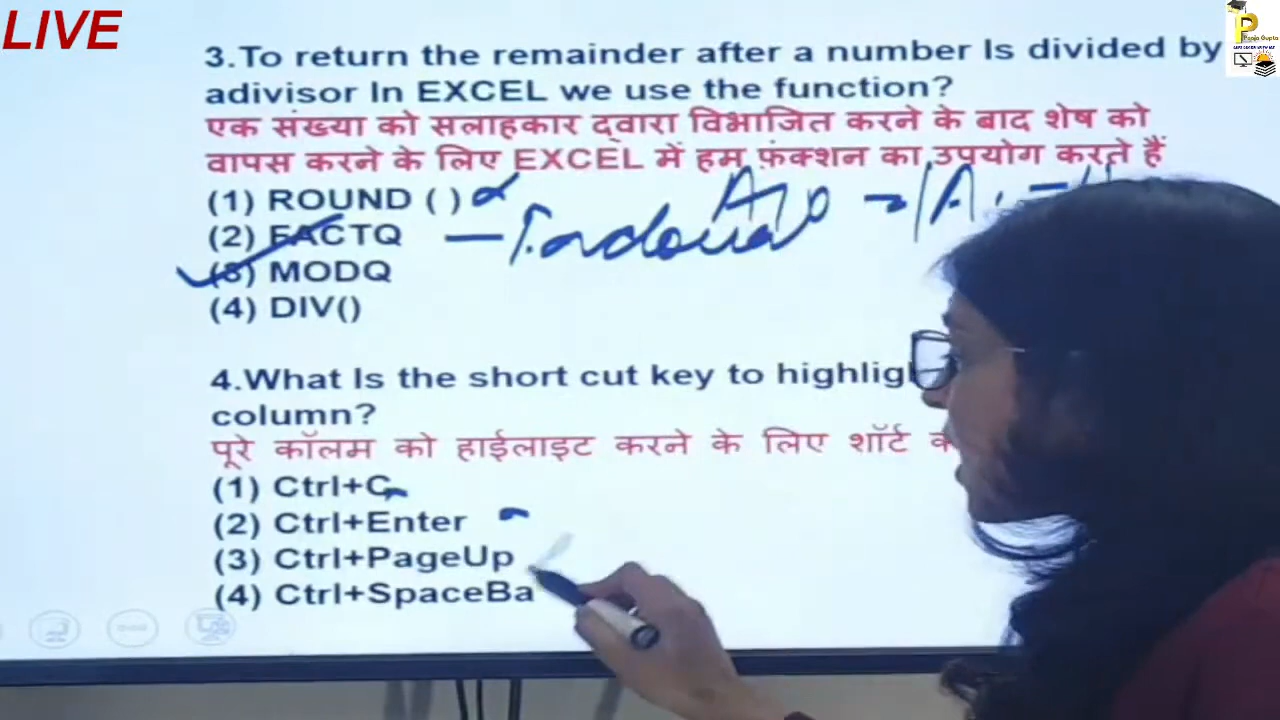 LIVE
3.To return the remainder after a number Is divided by
adivisor In EXCEL we use the function?
एक संख्या को सलाहकार द्वारा विभाजित करने के बाद शेष को
वापस करने के लिए EXCEL में हम फ़ंक्शन का उपयोग करते हैं
(1) ROUND ( )
(2) FACTQ
(3) MODQ
(4) DIV()
4.What Is the short cut key to highlig
column?
पूरे कॉलम को हाईलाइट करने के लिए शॉर्ट
(1) Ctrl+C
(2) Ctrl+Enter
(3) Ctrl+PageUp
(4) Ctrl+SpaceBa